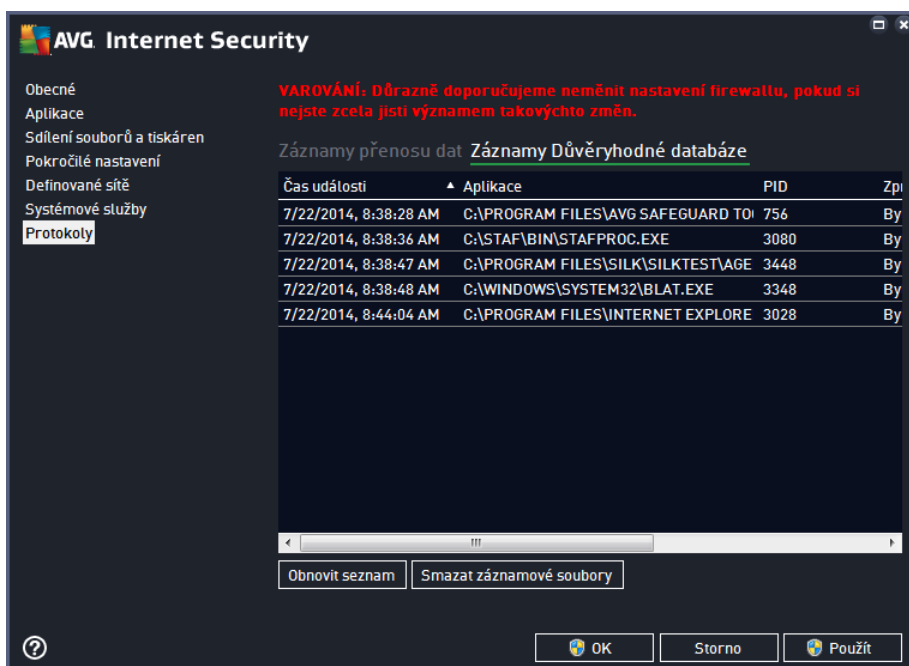 AVG. Internet Security
Obecné
Aplikace
Sdílení souborů a tiskáren
Pokročilé nastavení
Definované sítě
Systémové služby
Protokoly
VAROVÁNÍ: Důrazně doporučujeme neměnit nastavení firewallu, pokud si
nejste zcela jisti významem takovýchto změn.
Záznamy přenosu dat Záznamy Důvěryhodné databáze
Čas události Aplikace PID Zpr
7/22/2014, 8:38:28 AM C:\PROGRAM FILES\AVG SAFEGUARD TO 756 By
7/22/2014, 8:38:36 AM C:\STAF\BIN\STAFPROC.EXE 3080 By
7/22/2014, 8:38:47 AM C:\PROGRAM FILES\SILK\SILKTEST\AGE 3448 By
7/22/2014, 8:38:48 AM C:\WINDOWS\SYSTEM32\BLAT.EXE 3348 By
7/22/2014, 8:44:04 AM C:\PROGRAM FILES\INTERNET EXPLORE 3028 By
Obnovit seznam Smazat záznamové soubory
OK Storno Použít